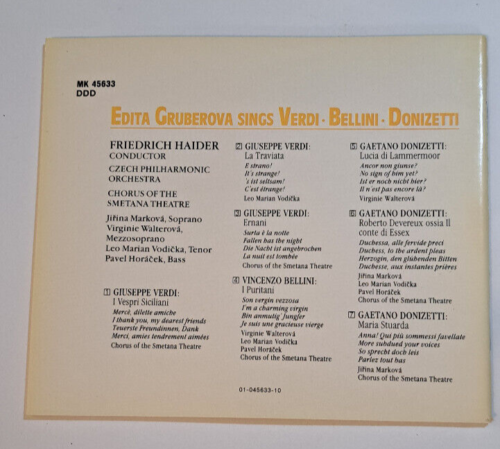 MK 45633
DDD
EDITA GRUBEROVA SINGS VERDI · BELLINI · DONIZETTI
FRIEDRICH HAIDER
CONDUCTOR
CZECH PHILHARMONIC
ORCHESTRA
CHORUS OF THE
SMETANA THEATRE
Jiřina Marková, Soprano
Virginie Walterová,
Mezzosoprano
Leo Marian Vodička, Tenor
Pavel Horáček, Bass
1 GIUSEPPE VERDI:
I Vespri Siciliani
Mercè, dilette amiche
I thank you, my dearest friends
Teuerste Freundinnen, Dank
Merci, amies tendrement aimées
Chorus of the Smetana Theatre
2 GIUSEPPE VERDI:
La Traviata
E strano!
It's strange!
's ist seltsam!
C'est étrange!
Leo Marian Vodička
3 GIUSEPPE VERDI:
Ernani
Surta è la notte
Fallen has the night
Die Nacht ist angebrochen
La nuit est tombée
Chorus of the Smetana Theatre
4 VINCENZO BELLINI:
I Puritani
Son vergin vezzosa
I'm a charming virgin
Bin anmutig' Jungfer
Je suis une gracieuse vierge
Virginie Walterová
Leo Marian Vodička
Pavel Horáček
Chorus of the Smetana Theatre
5 GAETANO DONIZETTI:
Lucia di Lammermoor
Ancor non giunse?
No sign of him yet?
Ist er noch nicht hier?
Il n'est pas encore là?
Virginie Walterová
6 GAETANO DONIZETTI:
Roberto Devereux ossia Il
conte di Essex
Duchessa, alle fervide preci
Duchess, to the ardent pleas
Herzogin, den glühenden Bitten
Duchesse, aux instantes prières
Jiřina Marková
Leo Marian Vodička
Pavel Horáček
Chorus of the Smetana Theatre
7 GAETANO DONIZETTI:
Maria Stuarda
Anna! Qui più sommessi favellate
More subdued your voices
So sprecht doch leis
Parlez tout bas
Jiřina Marková
Chorus of the Smetana Theatre
01-045633-10